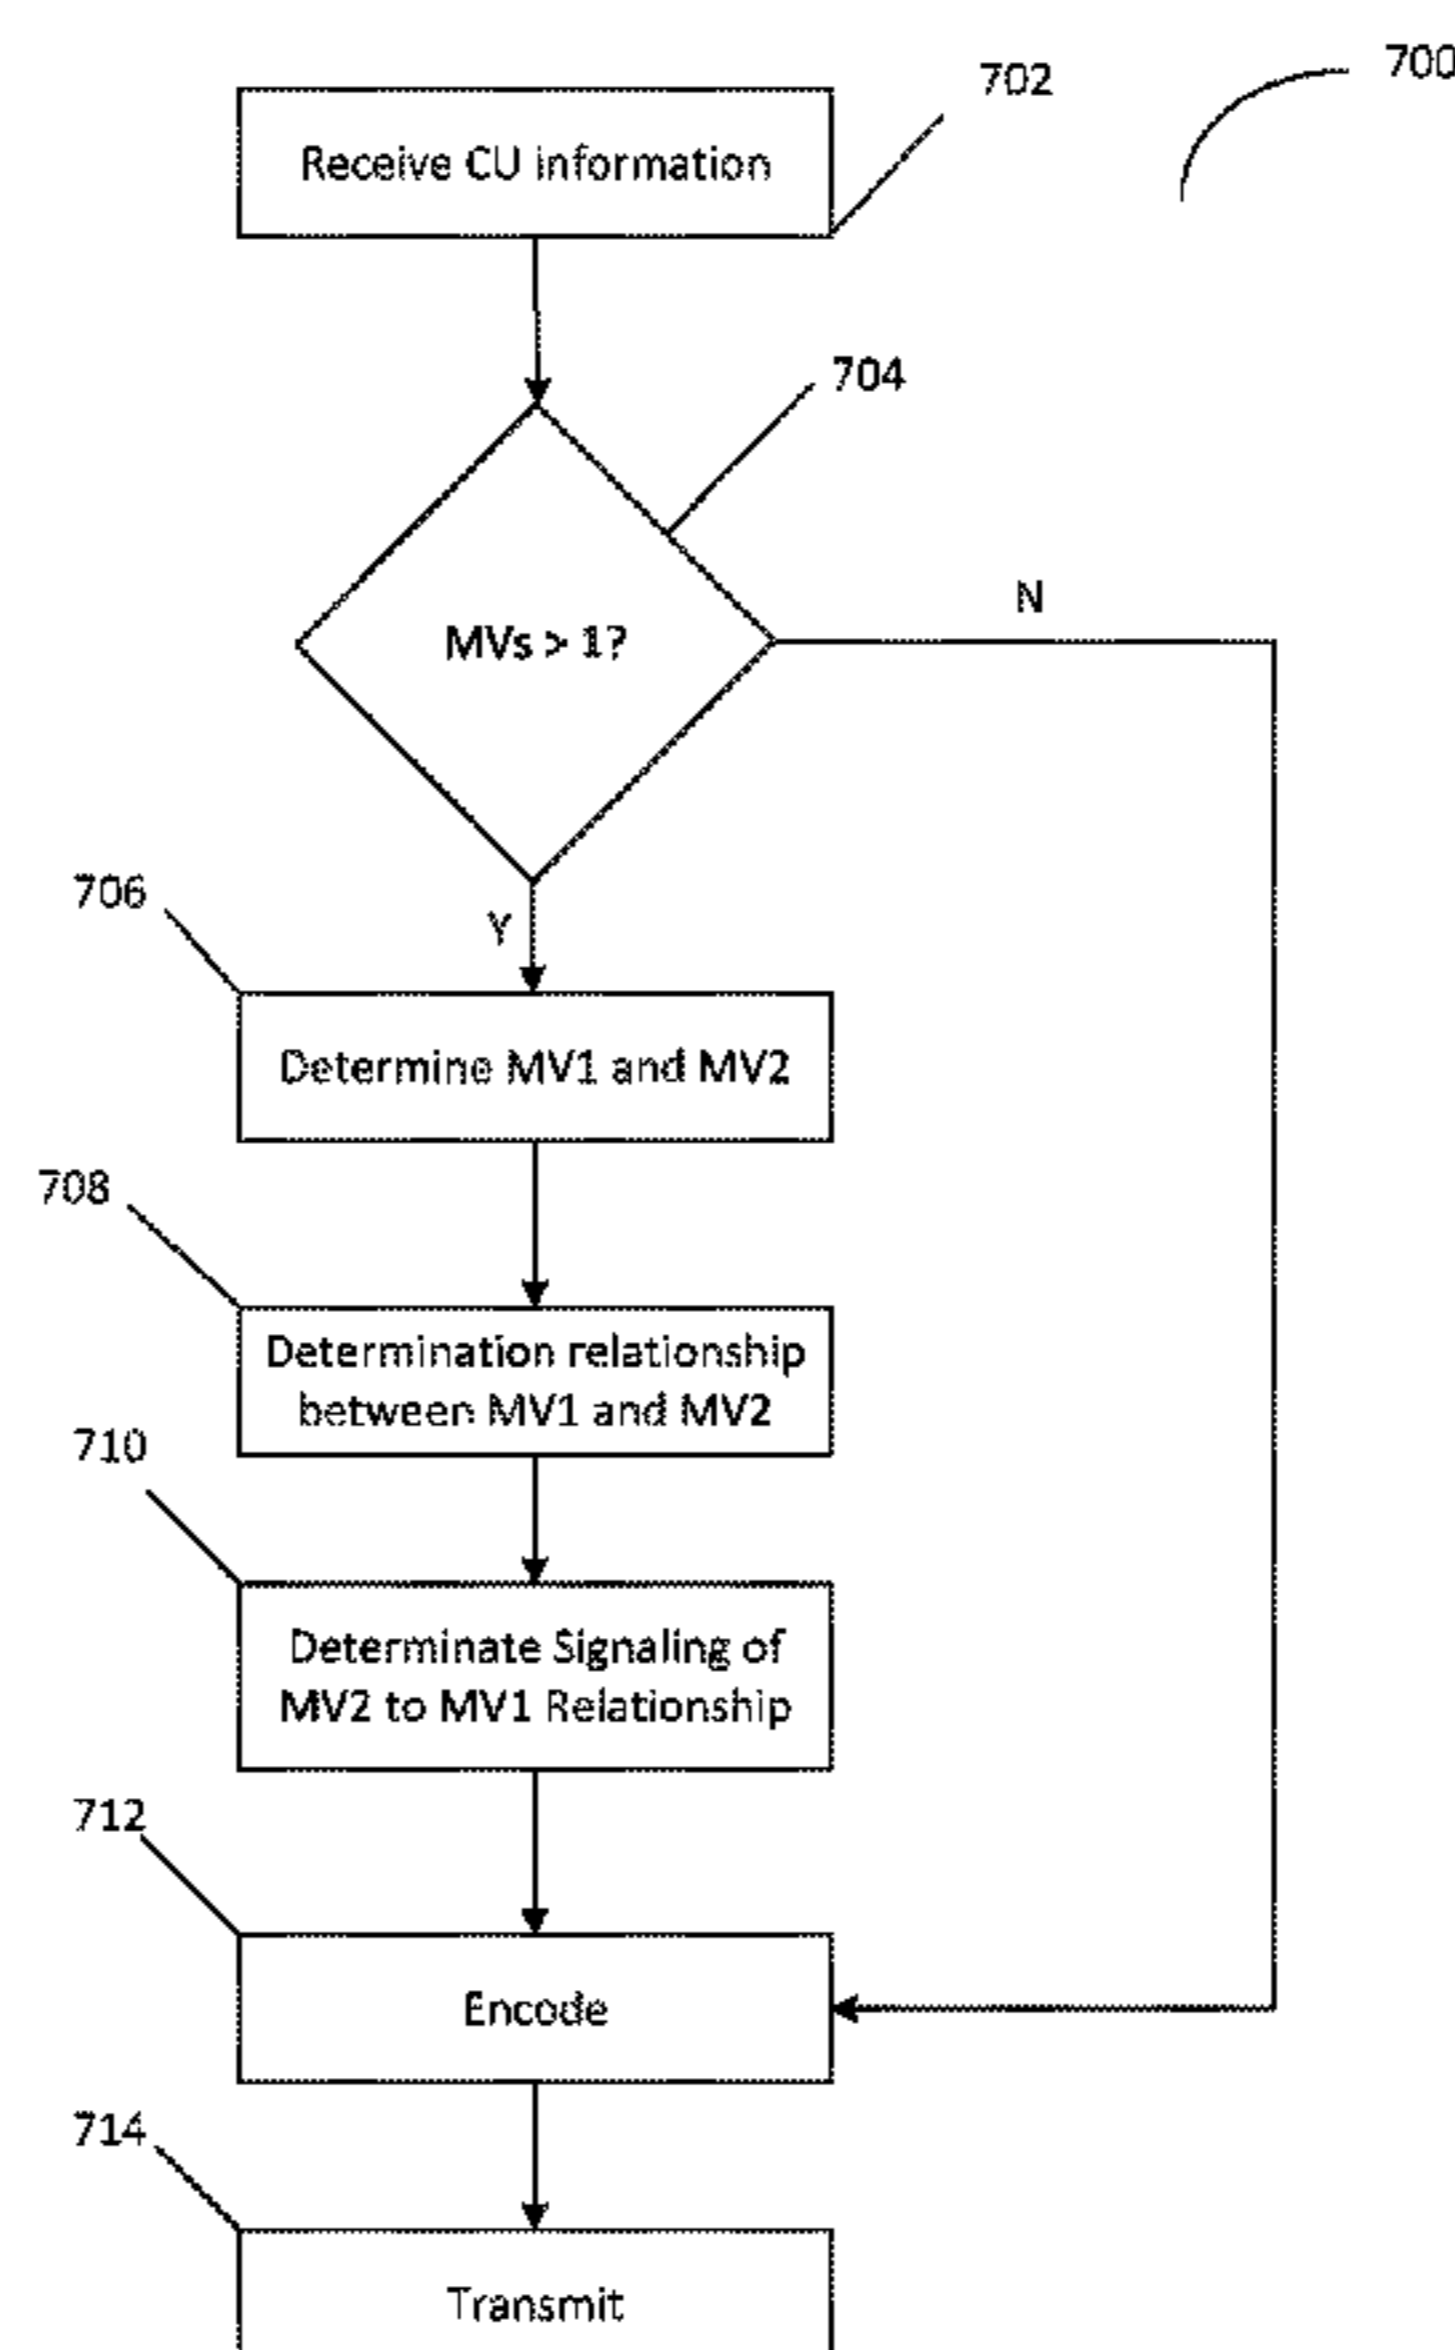 700
702
Receive CU information
704
MVs > 1?
N
Y
706
Determine MV1 and MV2
708
Determination relationship
between MV1 and MV2
710
Determinate Signaling of
MV2 to MV1 Relationship
712
Encode
714
Transmit